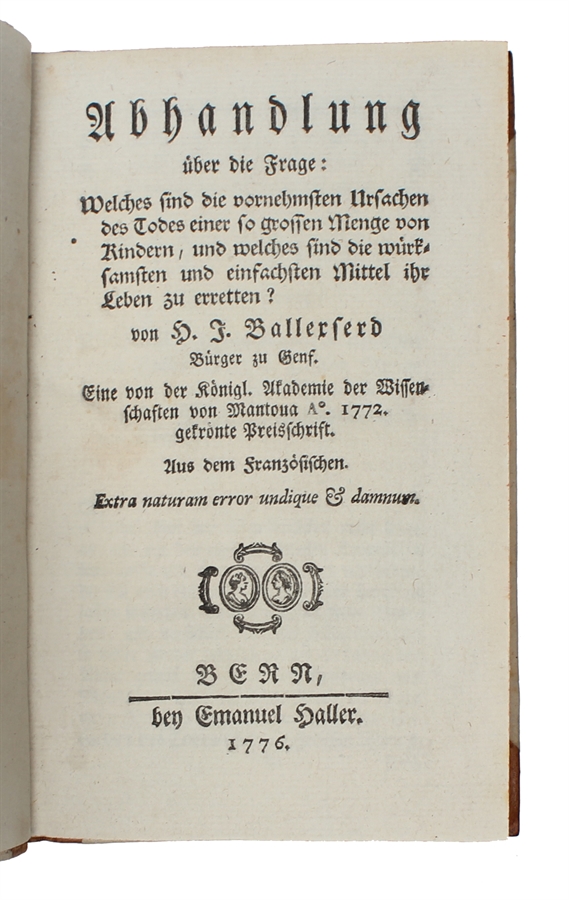 Abhandlung
über die Frage:
Welches sind die vornehmsten Ursachen
des Todes einer so grossen Menge von
Kindern, und welches sind die würk-
samsten und einfachsten Mittel ihr
Leben zu erretten?
von H. J. Ballexserd
Bürger zu Genf.
Eine von der Königl. Akademie der Wissen-
schaften von Mantoua A°. 1772.
gekrönte Preisschrift.
Aus dem Französischen.
Extra naturam error undique & damnum.
BERN,
bey Emanuel Haller.
1776.